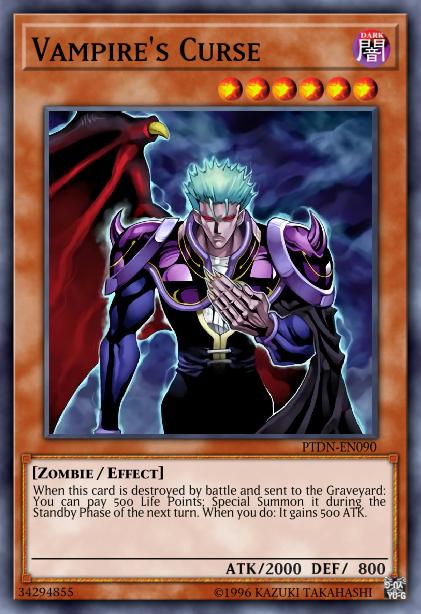 Vampire's Curse
DARK
闇
PTDN-EN090
[Zombie / Effect]
When this card is destroyed by battle and sent to the Graveyard:
You can pay 500 Life Points; Special Summon it during the
Standby Phase of the next turn. When you do: It gains 500 ATK.
ATK/2000 DEF/ 800
34294855
©1996 KAZUKI TAKAHASHI